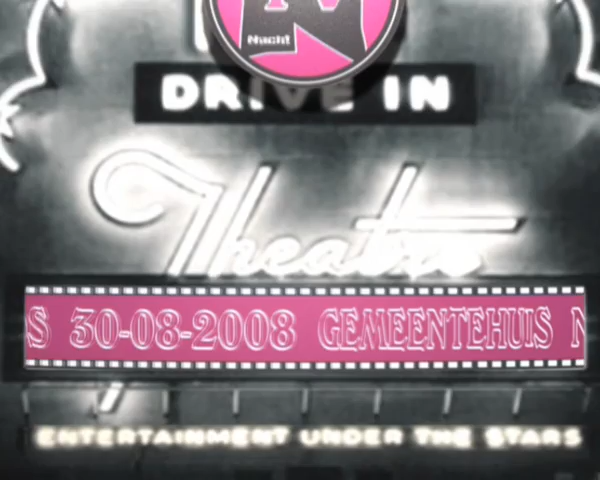 Nacht
DRIVE IN
Theatre
S 30-08-2008 GEMEENTEHUIS N
ENTERTAINMENT UNDER THE STARS